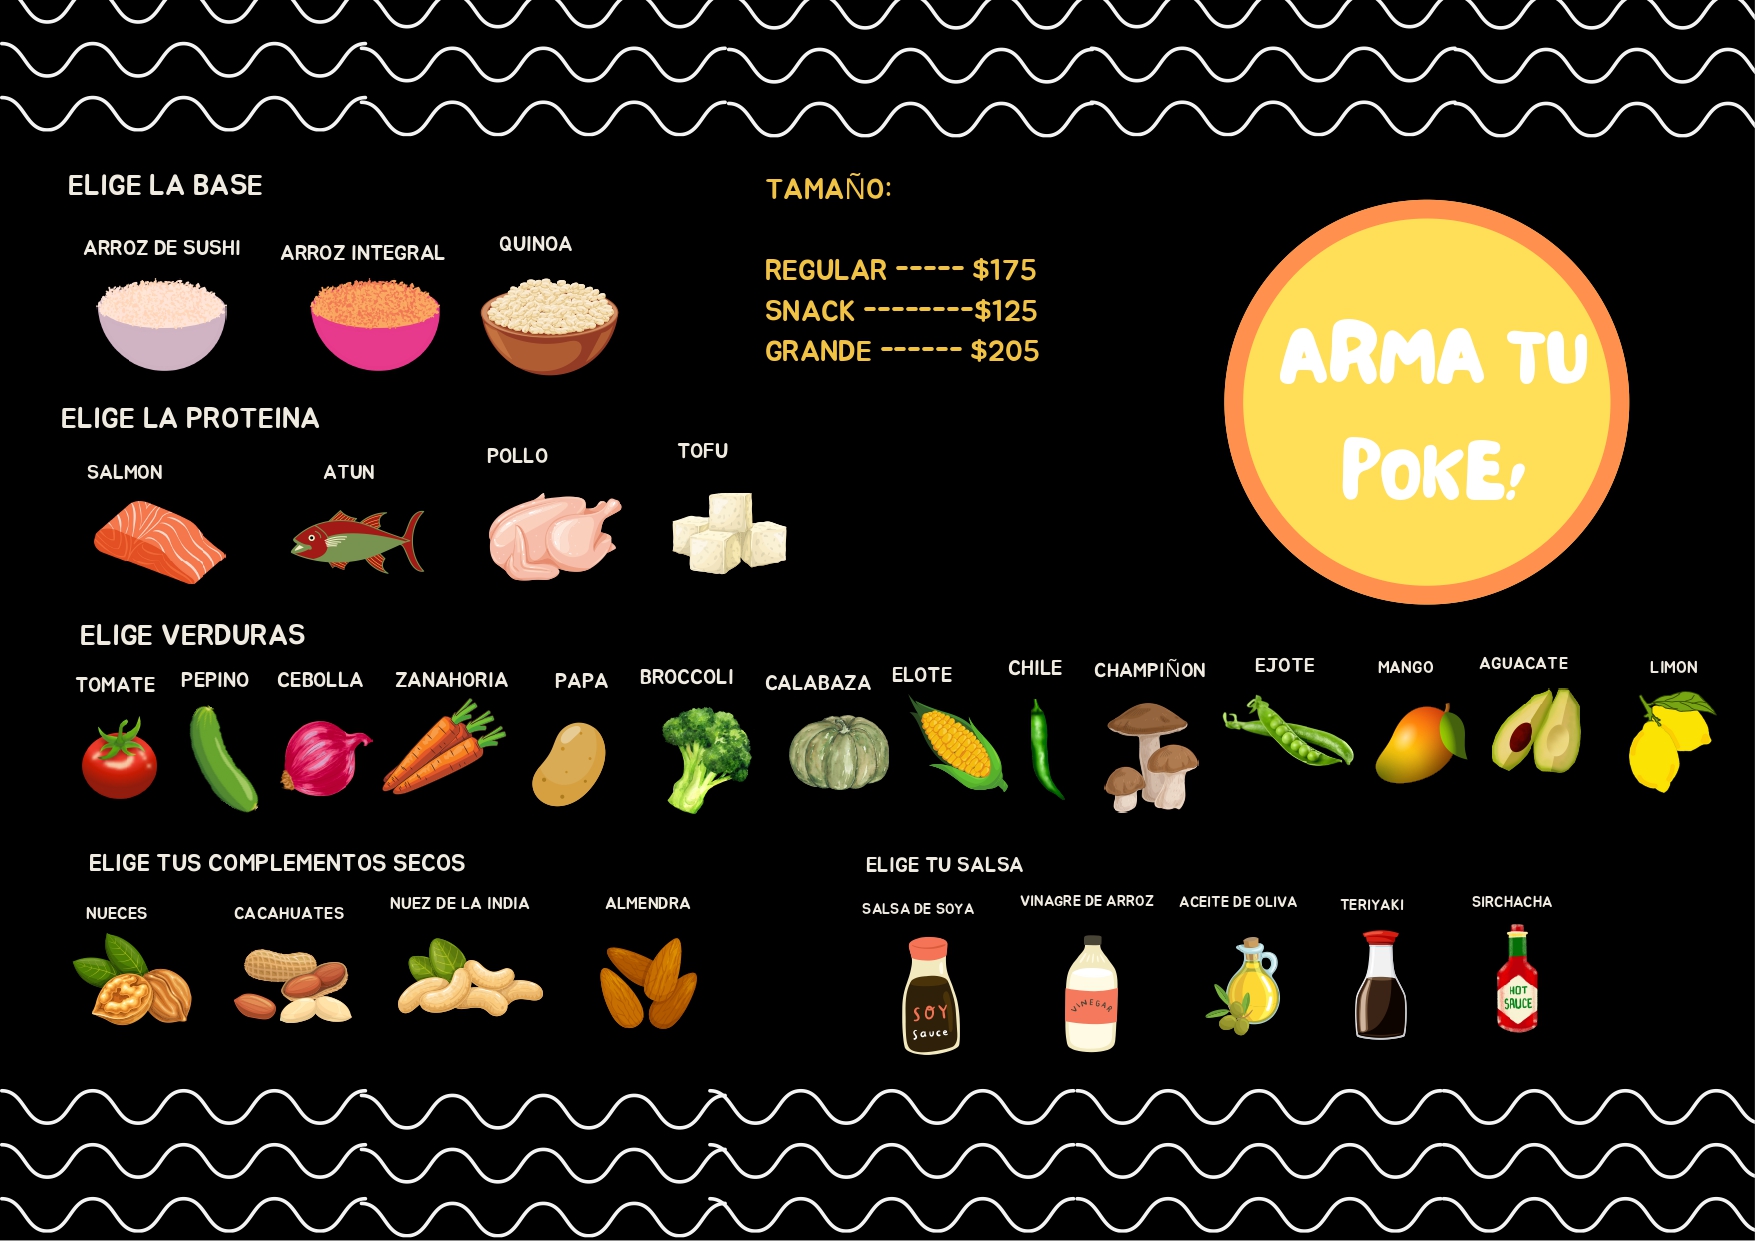 ELIGE LA BASE
ARROZ DE SUSHI
ARROZ INTEGRAL
QUINOA
TAMAÑO:
REGULAR ----- $175
SNACK --------$125
GRANDE ------ $205
ARMA TU
POKE!
ELIGE LA PROTEINA
SALMON
ATUN
POLLO
TOFU
ELIGE VERDURAS
TOMATE
PEPINO
CEBOLLA
ZANAHORIA
PAPA
BROCCOLI
CALABAZA
ELOTE
CHILE
CHAMPIÑON
EJOTE
MANGO
AGUACATE
LIMON
ELIGE TUS COMPLEMENTOS SECOS
NUECES
CACAHUATES
NUEZ DE LA INDIA
ALMENDRA
ELIGE TU SALSA
SALSA DE SOYA
VINAGRE DE ARROZ
ACEITE DE OLIVA
TERIYAKI
SIRCHACHA
SOY
Sauce
VINEGAR
HOT
SAUCE